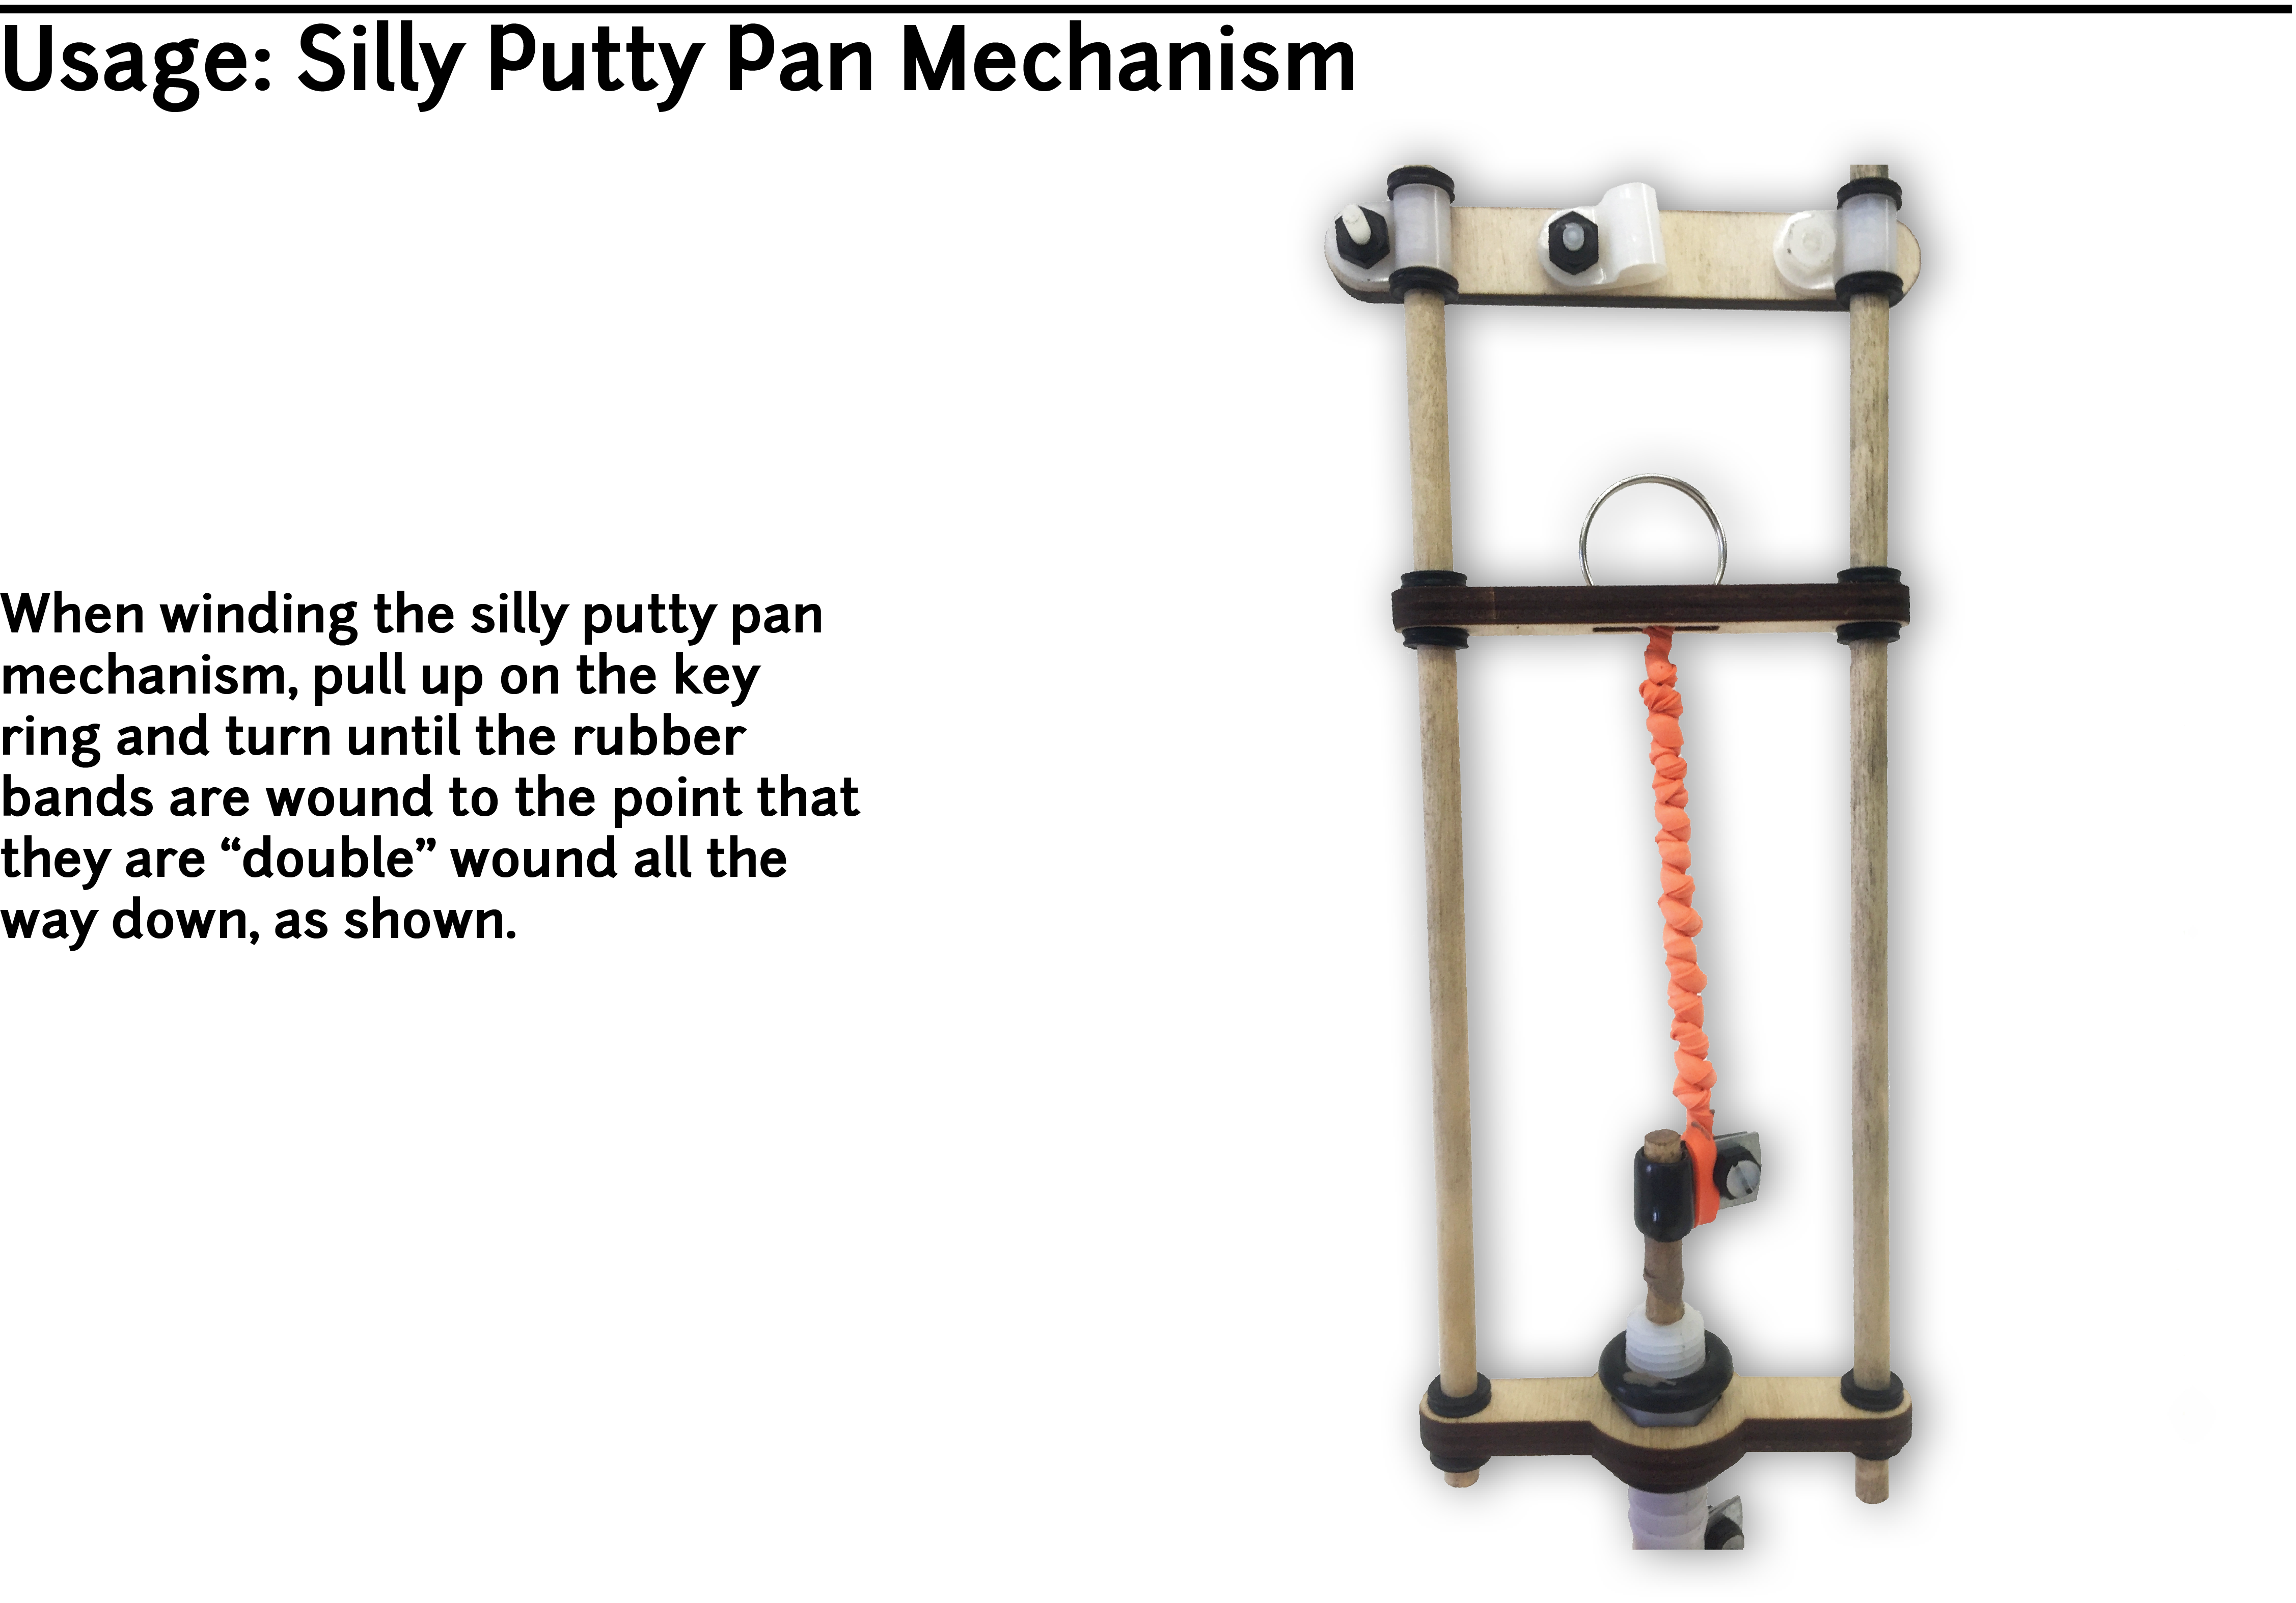 Usage: Silly Putty Pan Mechanism
When winding the silly putty pan
mechanism, pull up on the key
ring and turn until the rubber
bands are wound to the point that
they are “double” wound all the
way down, as shown.